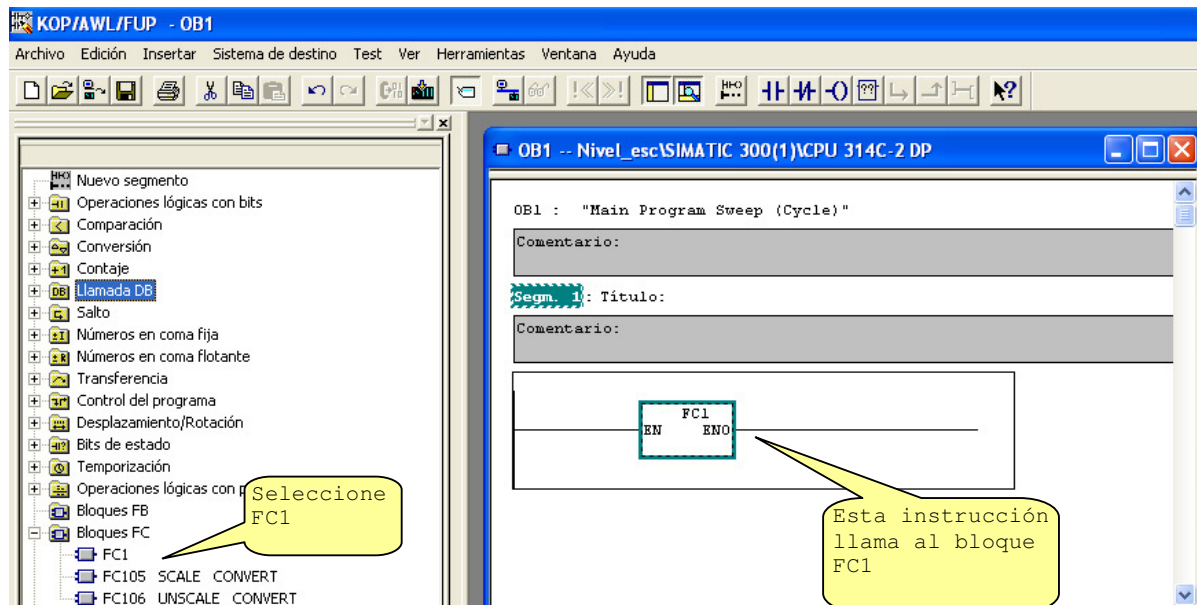 KOP/AWL/FUP - OB1
Archivo Edición Insertar Sistema de destino Test Ver Herramientas Ventana Ayuda
Nuevo segmento
Operaciones lógicas con bits
Comparación
Conversión
Contaje
Llamada DB
Salto
Números en coma fija
Números en coma flotante
Transferencia
Control del programa
Desplazamiento/Rotación
Bits de estado
Temporización
Operaciones lógicas con p
Bloques FB
Bloques FC
FC1
FC105 SCALE CONVERT
FC106 UNSCALE CONVERT
Seleccione
FC1
OB1 -- Nivel_esc\SIMATIC 300(1)\CPU 314C-2 DP
OB1 : "Main Program Sweep (Cycle)"
Comentario:
Segm. 1: Título:
Comentario:
FC1
EN ENO
Esta instrucción
llama al bloque
FC1